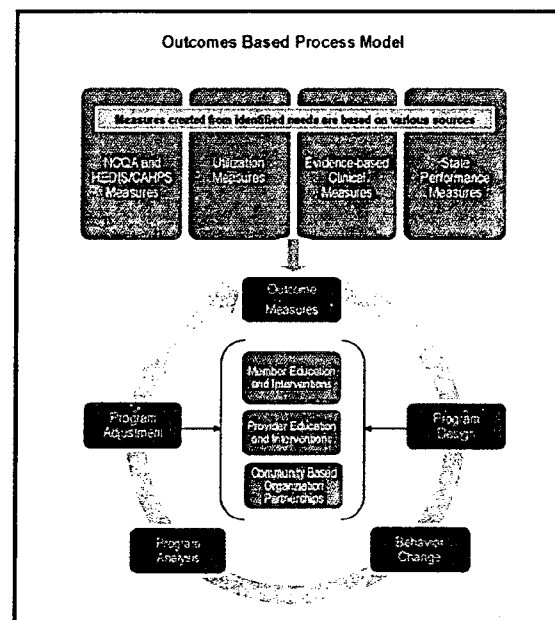 Outcomes Based Process Model
Measures created from identified needs are based on various sources
NCQA and
HEDIS/CAHPS
Measures
Utilization
Measures
Evidence-based
Clinical
Measures
State
Performance
Measures
Outcome
Measures
Member Education
and Interventions
Program
Adjustment
Provider Education
and Interventions
Program
Design
Community Based
Organization
Partnerships
Program
Analysis
Behavior
Change